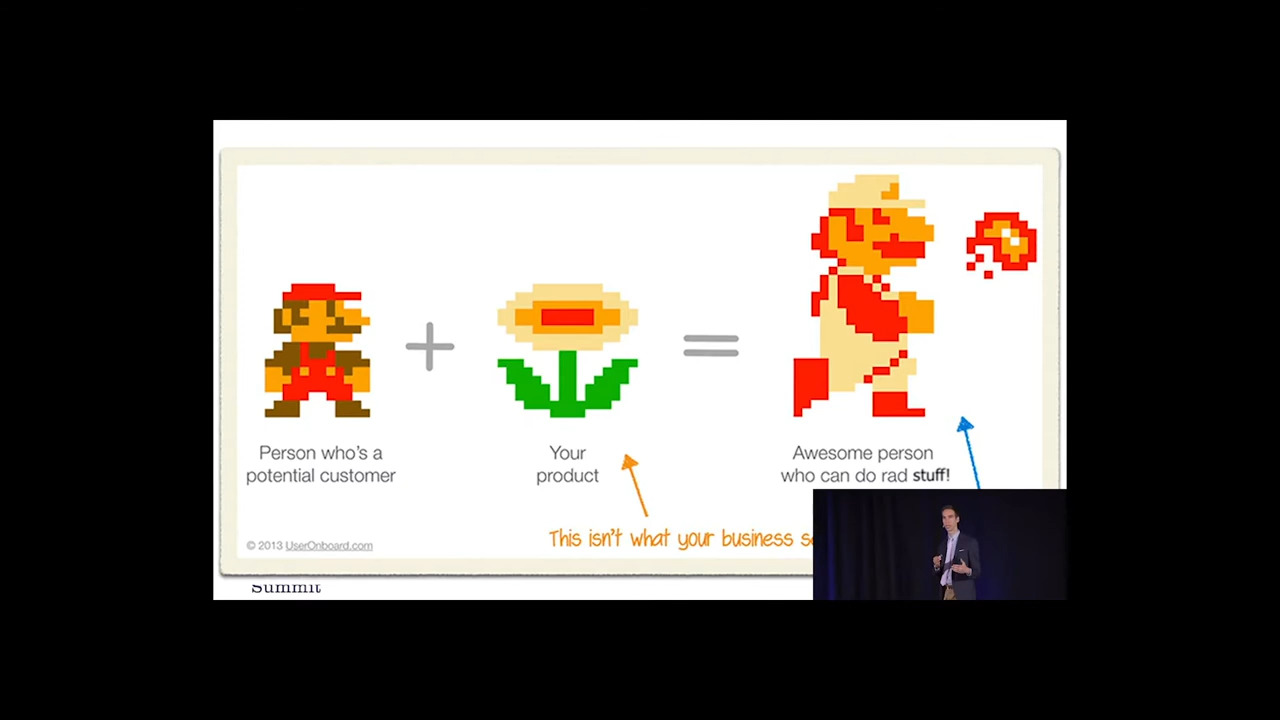 Person who's a
potential customer
Your
product
Awesome person
who can do rad stuff!
This isn't what your business
© 2013 UserOnboard.com
Summit